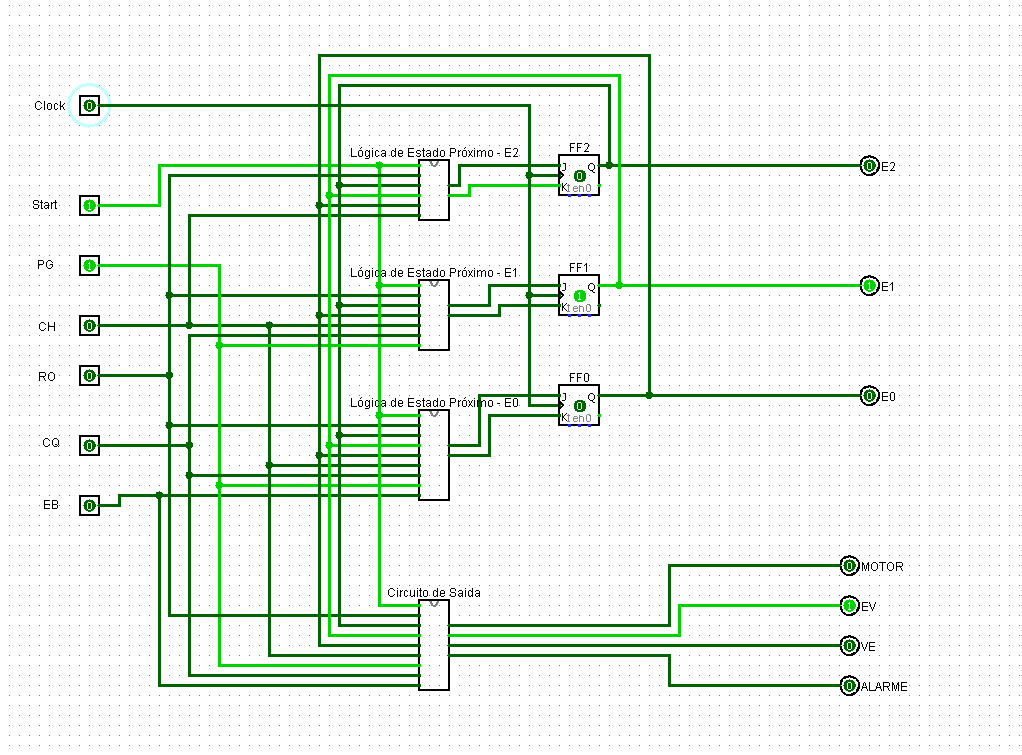 Clock 0
Start 1
PG 1
CH 0
RO 0
CQ 0
EB 0
Lógica de Estado Próximo - E2
FF2
J Q
0
K en0
0 E2
Lógica de Estado Próximo - E1
FF1
J Q
1
K en0
1 E1
Lógica de Estado Próximo - E0
FF0
J Q
0
K en0
0 E0
Circuito de Saida
0 MOTOR
1 EV
0 VE
0 ALARME